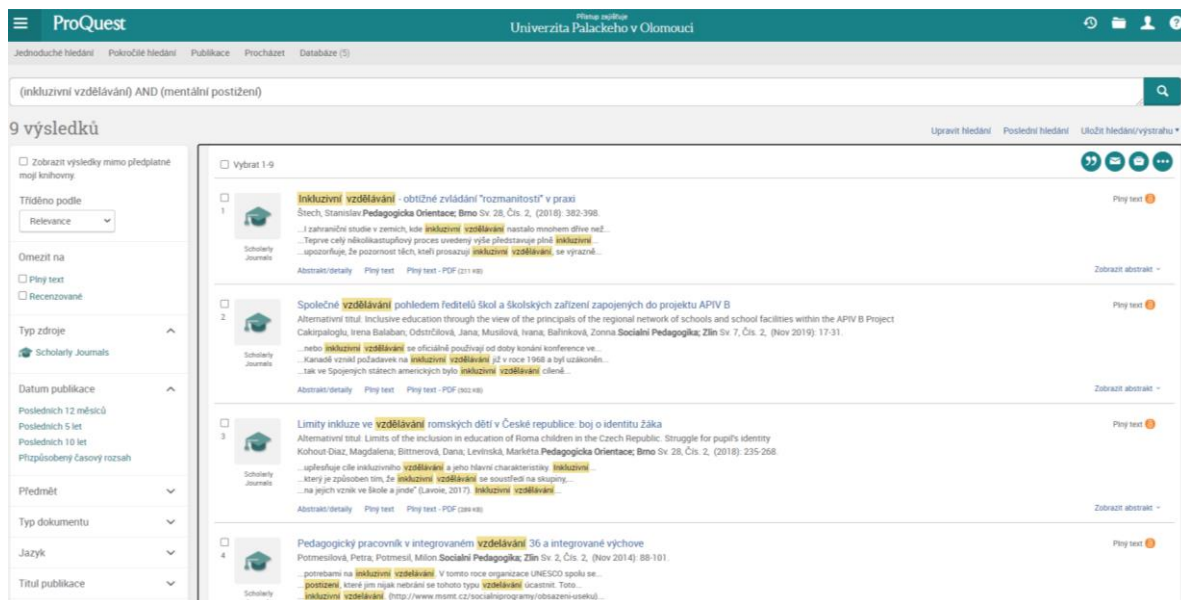 ProQuest
Přístup zajišťuje
Univerzita Palackeho v Olomouci
Jednoduché hledání Pokročilé hledání Publikace Procházet Databáze (5)
(inkluzivní vzdělávání) AND (mentální postižení)
9 výsledků
Upravit hledání Poslední hledání Uložit hledání/výstrahu
Zobrazit výsledky mimo předplatné
mojí knihovny.
Tříděno podle
Relevance
Omezit na
Plný text
Recenzované
Typ zdroje
Scholarly Journals
Datum publikace
Posledních 12 měsíců
Posledních 5 let
Posledních 10 let
Přizpůsobený časový rozsah
Předmět
Typ dokumentu
Jazyk
Titul publikace
Vybrat 1-9
1
Scholarly
Journals
Inkluzivní vzdělávání - obtížné zvládání "rozmanitosti" v praxi
Plný text
Štech, Stanislav.Pedagogicka Orientace; Brno Sv. 28, Čís. 2, (2018): 382-398.
...I zahraniční studie v zemích, kde inkluzivní vzdělávání nastalo mnohem dříve než...
...Teprve celý několikastupňový proces uvedený výše představuje plně inkluzivní...
...upozorňuje, že pozornost těch, kteří prosazují inkluzivní vzdělávání, se výrazně...
Abstrakt/detaily Plný text Plný text - PDF (211 KB)
Zobrazit abstrakt
2
Scholarly
Journals
Společné vzdělávání pohledem ředitelů škol a školských zařízení zapojených do projektu APIV B
Plný text
Alternativní titul: Inclusive education through the view of the principals of the regional network of schools and school facilities within the APIV B Project
Cakirpaloglu, Irena Balaban; Odstrčilová, Jana; Musilová, Ivana; Bařinková, Zonna.Socialni Pedagogika; Zlin Sv. 7, Čís. 2, (Nov 2019): 17-31.
...nebo inkluzivní vzdělávání se oficiálně používají od doby konání konference ve...
...Kanadě vznikl požadavek na inkluzivní vzdělávání již v roce 1968 a byl uzákoněn...
...tak ve Spojených státech amerických bylo inkluzivní vzdělávání cíleně...
Abstrakt/detaily Plný text Plný text - PDF (502 KB)
Zobrazit abstrakt
3
Scholarly
Journals
Limity inkluze ve vzdělávání romských dětí v České republice: boj o identitu žáka
Plný text
Alternativní titul: Limits of the inclusion in education of Roma children in the Czech Republic. Struggle for pupil's identity
Kohout-Diaz, Magdalena; Bittnerová, Dana; Levínská, Markéta.Pedagogicka Orientace; Brno Sv. 28, Čís. 2, (2018): 235-268.
...upřesňuje cíle inkluzivního vzdělávání a jeho hlavní charakteristiky. Inkluzivní...
...který je způsoben tím, že inkluzivní vzdělávání se soustředí na skupiny,...
...na jejich vznik ve škole a jinde" (Lavoie, 2017). Inkluzivní vzdělávání...
Abstrakt/detaily Plný text Plný text - PDF (389 KB)
Zobrazit abstrakt
4
Scholarly
Pedagogický pracovník v integrovaném vzdelávání 36 a integrované výchove
Plný text
Potmesilová, Petra; Potmesil, Milon.Socialni Pedagogika; Zlin Sv. 2, Čís. 2, (Nov 2014): 88-101.
...potrebami na inkluzivní vzdelávání. V tomto roce organizace UNESCO spolu se...
...postizení, které jim nijak nebrání se tohoto typu vzdelávání úcastnit. Toto...
...inkluzivní vzdelávání. (http://www.msmt.cz/socialniprogramy/obsazeni-useku)...